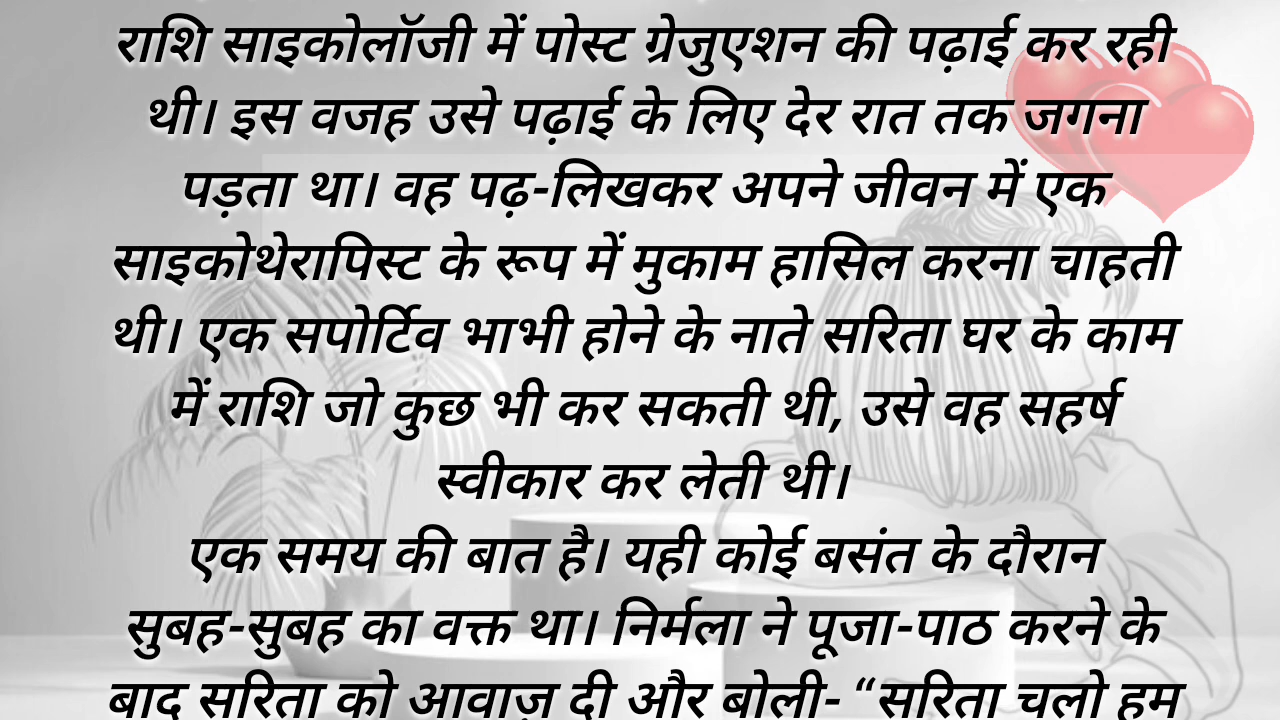 राशि साइकोलॉजी में पोस्ट ग्रेजुएशन की पढ़ाई कर रही
थी। इस वजह उसे पढ़ाई के लिए देर रात तक जगना
पड़ता था। वह पढ़-लिखकर अपने जीवन में एक
साइकोथेरापिस्ट के रूप में मुकाम हासिल करना चाहती
थी। एक सपोर्टिव भाभी होने के नाते सरिता घर के काम
में राशि जो कुछ भी कर सकती थी, उसे वह सहर्ष
स्वीकार कर लेती थी।
एक समय की बात है। यही कोई बसंत के दौरान
सुबह-सुबह का वक्त था। निर्मला ने पूजा-पाठ करने के
बाद सरिता को आवाज़ दी और बोली- “सरिता चलो हम